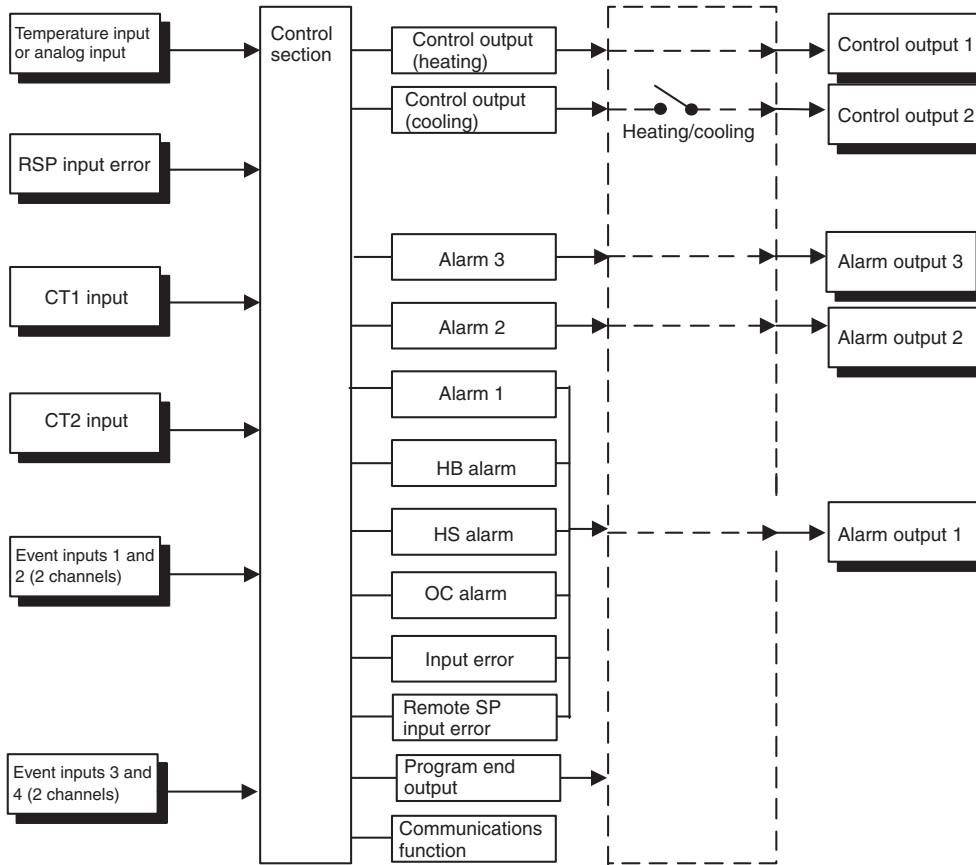 Temperature input
or analog input
RSP input error
CT1 input
CT2 input
Event inputs 1 and
2 (2 channels)
Event inputs 3 and
4 (2 channels)
Control
section
Control output
(heating)
Control output
(cooling)
Alarm 3
Alarm 2
Alarm 1
HB alarm
HS alarm
OC alarm
Input error
Remote SP
input error
Program end
output
Communications
function
Heating/cooling
Control output 1
Control output 2
Alarm output 3
Alarm output 2
Alarm output 1